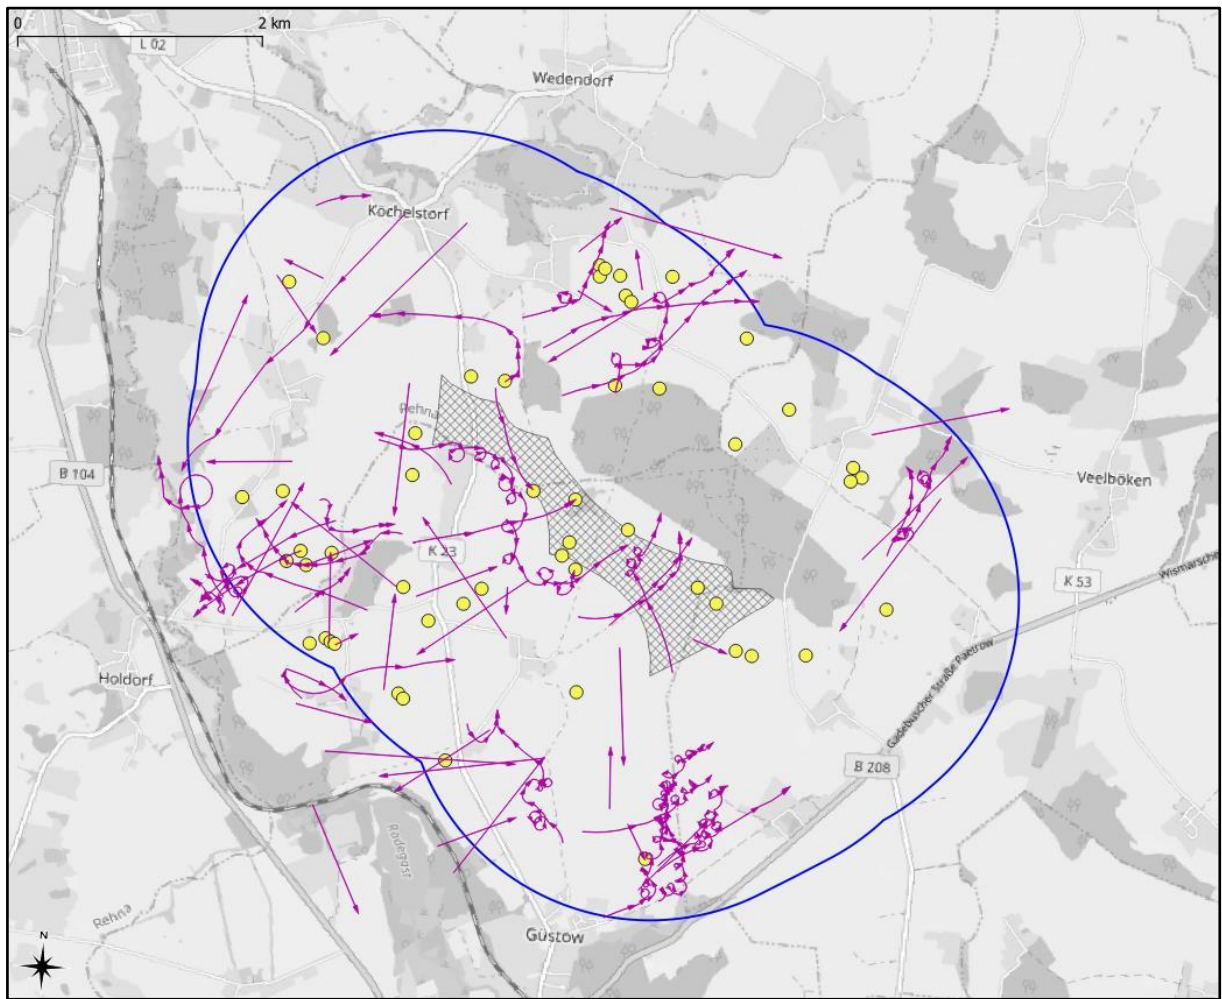 0 2 km
L 02
Wedendorf
Köchelstorf
Rehna
B 104
Veelböken
K 23
K 53
Wismarsche
Gadebuscher Straße Paetrow
Holdorf
B 208
Radegast
Rehna
Güstow
N